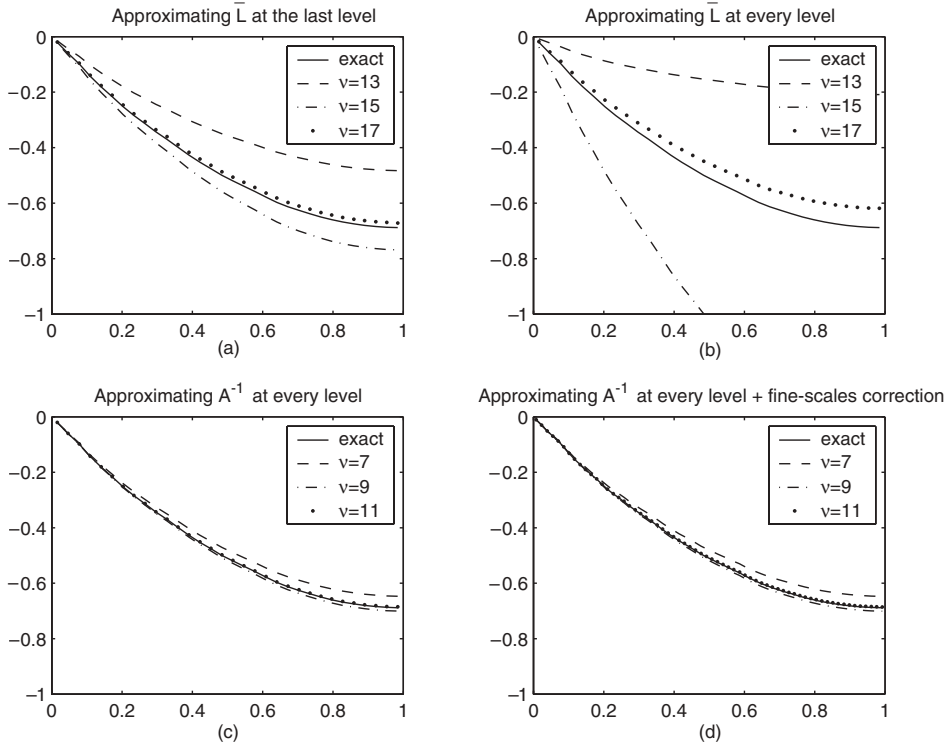 Approximating L̅ at the last level
0
−0.2
−0.4
−0.6
−0.8
−1
0 0.2 0.4 0.6 0.8 1
exact
ν=13
ν=15
ν=17
(a)
Approximating L̅ at every level
0
−0.2
−0.4
−0.6
−0.8
−1
0 0.2 0.4 0.6 0.8 1
exact
ν=13
ν=15
ν=17
(b)
Approximating A⁻¹ at every level
0
−0.2
−0.4
−0.6
−0.8
−1
0 0.2 0.4 0.6 0.8 1
exact
ν=7
ν=9
ν=11
(c)
Approximating A⁻¹ at every level + fine-scales correction
0
−0.2
−0.4
−0.6
−0.8
−1
0 0.2 0.4 0.6 0.8 1
exact
ν=7
ν=9
ν=11
(d)